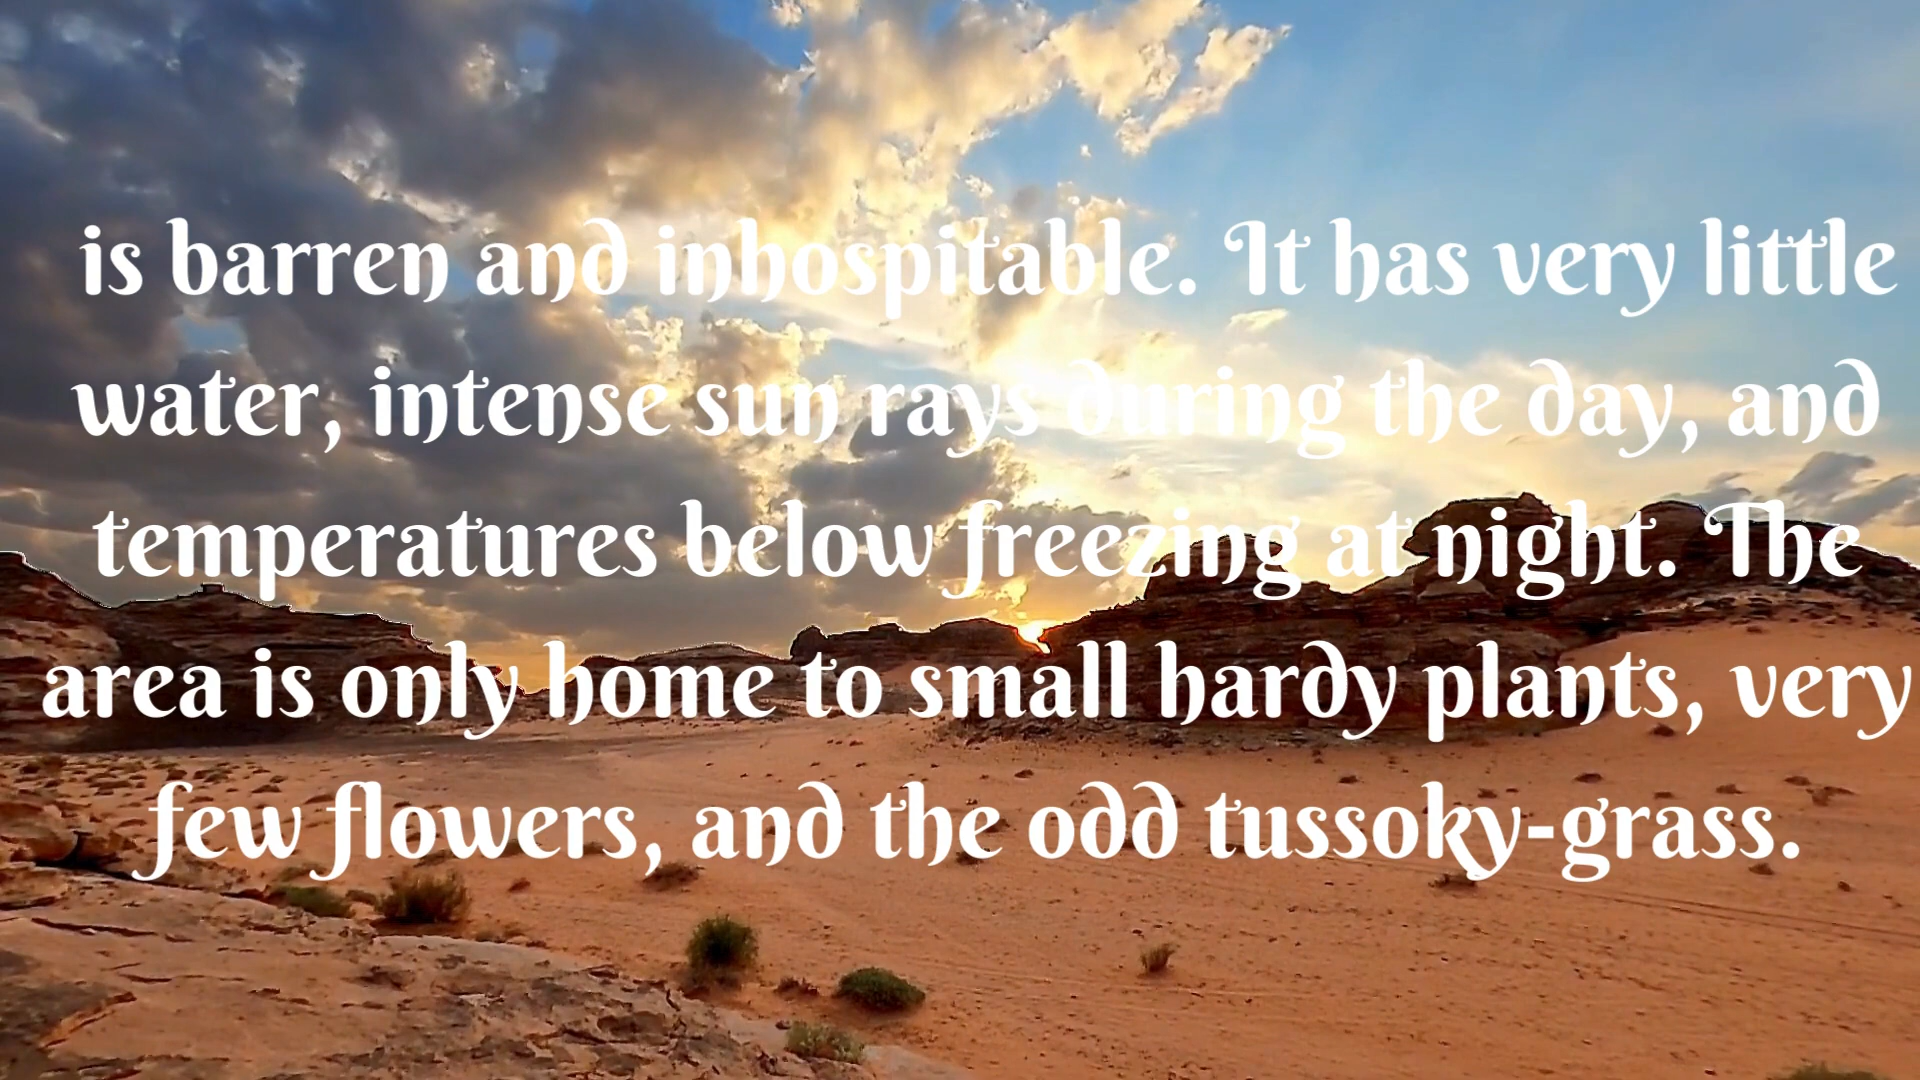 is barren and inhospitable. It has very little
water, intense sun rays during the day, and
temperatures below freezing at night. The
area is only home to small hardy plants, very
few flowers, and the odd tussoky-grass.